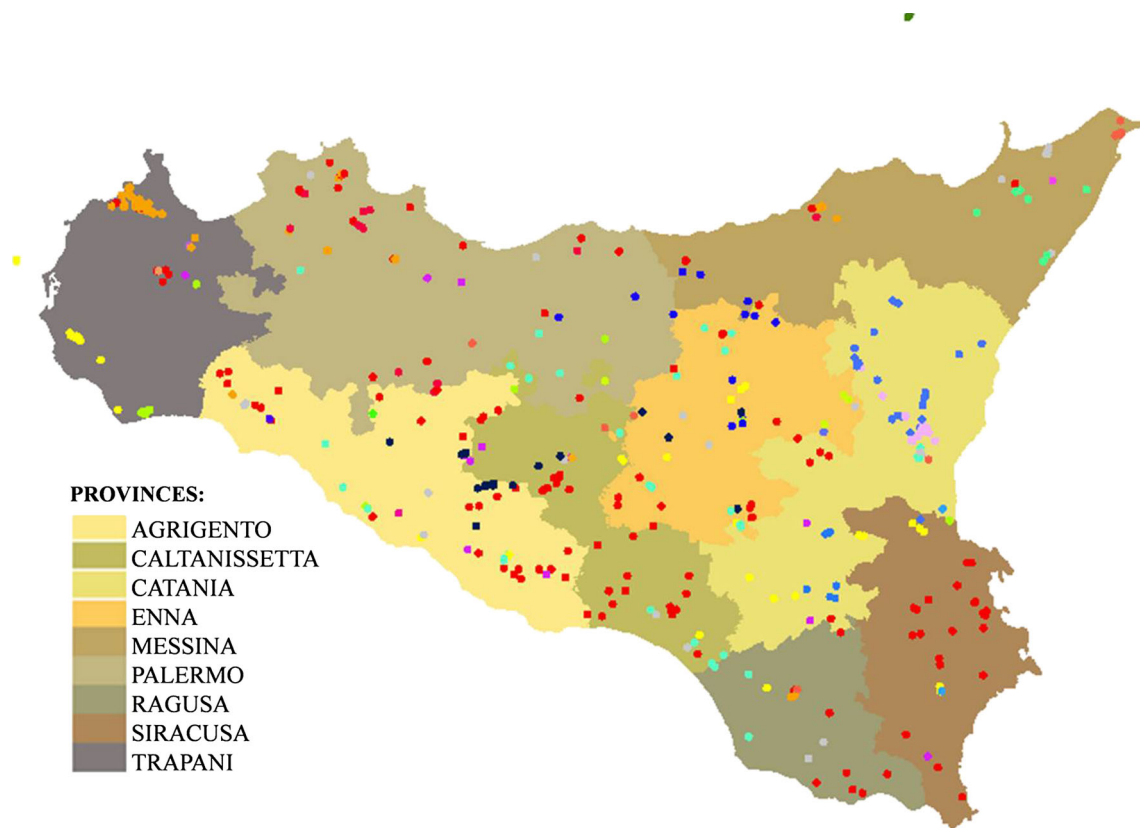 PROVINCES:
AGRIGENTO
CALTANISSETTA
CATANIA
ENNA
MESSINA
PALERMO
RAGUSA
SIRACUSA
TRAPANI